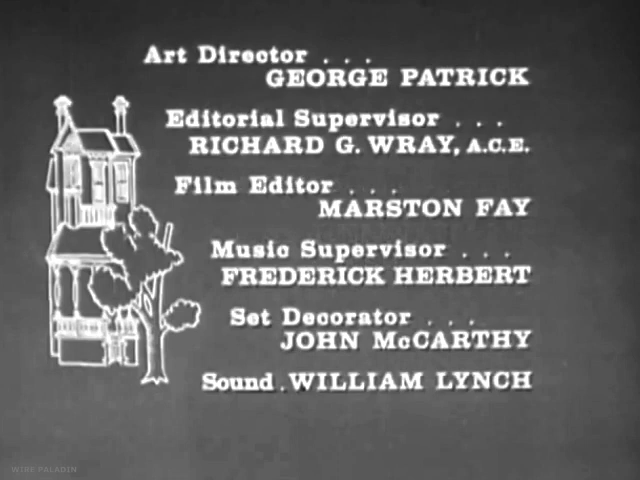 Art Director . . .
GEORGE PATRICK
Editorial Supervisor . . .
RICHARD G. WRAY, A.C.E.
Film Editor . . .
MARSTON FAY
Music Supervisor . . .
FREDERICK HERBERT
Set Decorator . . .
JOHN McCARTHY
Sound . WILLIAM LYNCH
WIRE PALADIN